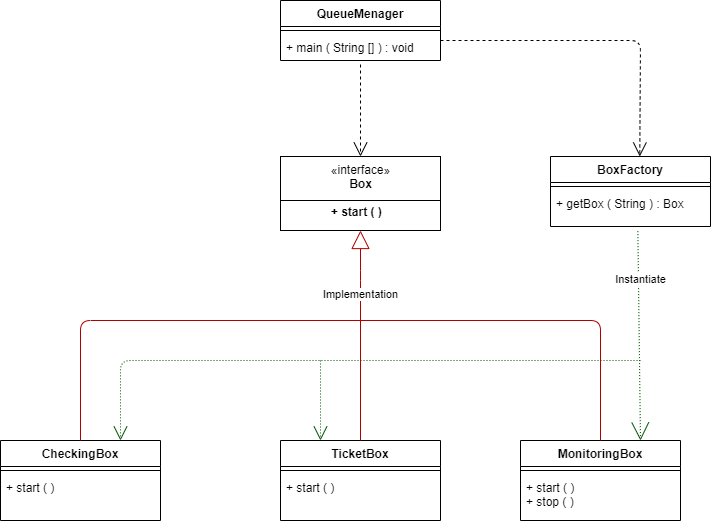 QueueMenager
+ main ( String [] ) : void
«interface»
Box
+ start ( )
BoxFactory
+ getBox ( String ) : Box
Instantiate
Implementation
CheckingBox
+ start ( )
TicketBox
+ start ( )
MonitoringBox
+ start ( )
+ stop ( )